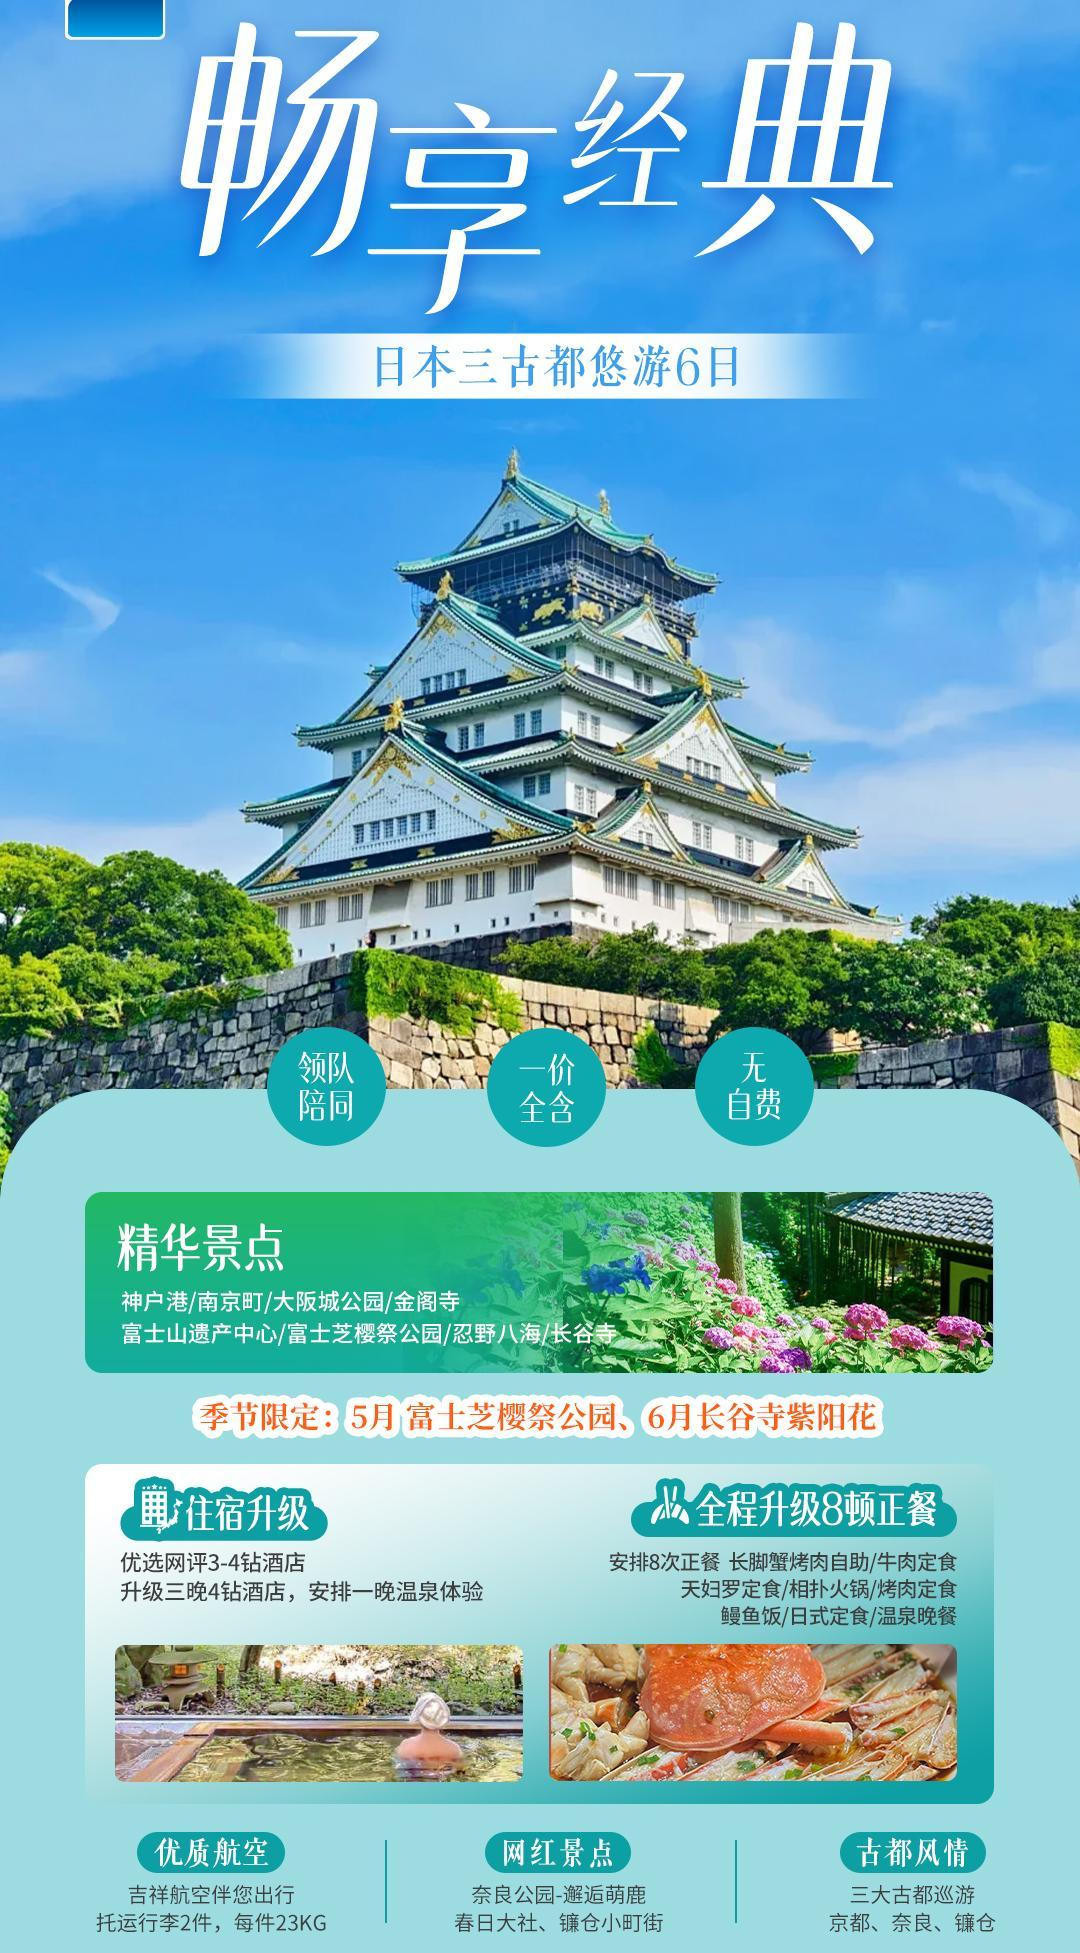 畅享经典
日本三古都悠游6日
领队
陪同
一价
全含
无
自费
精华景点
神户港/南京町/大阪城公园/金阁寺
富士山遗产中心/富士芝樱祭公园/忍野八海/长谷寺
季节限定：5月 富士芝樱祭公园、6月长谷寺紫阳花
住宿升级
优选网评3-4钻酒店
升级三晚4钻酒店，安排一晚温泉体验
全程升级8顿正餐
安排8次正餐 长脚蟹烤肉自助/牛肉定食
天妇罗定食/相扑火锅/烤肉定食
鳗鱼饭/日式定食/温泉晚餐
优质航空
吉祥航空伴您出行
托运行李2件，每件23KG
网红景点
奈良公园-邂逅萌鹿
春日大社、镰仓小町街
古都风情
三大古都巡游
京都、奈良、镰仓